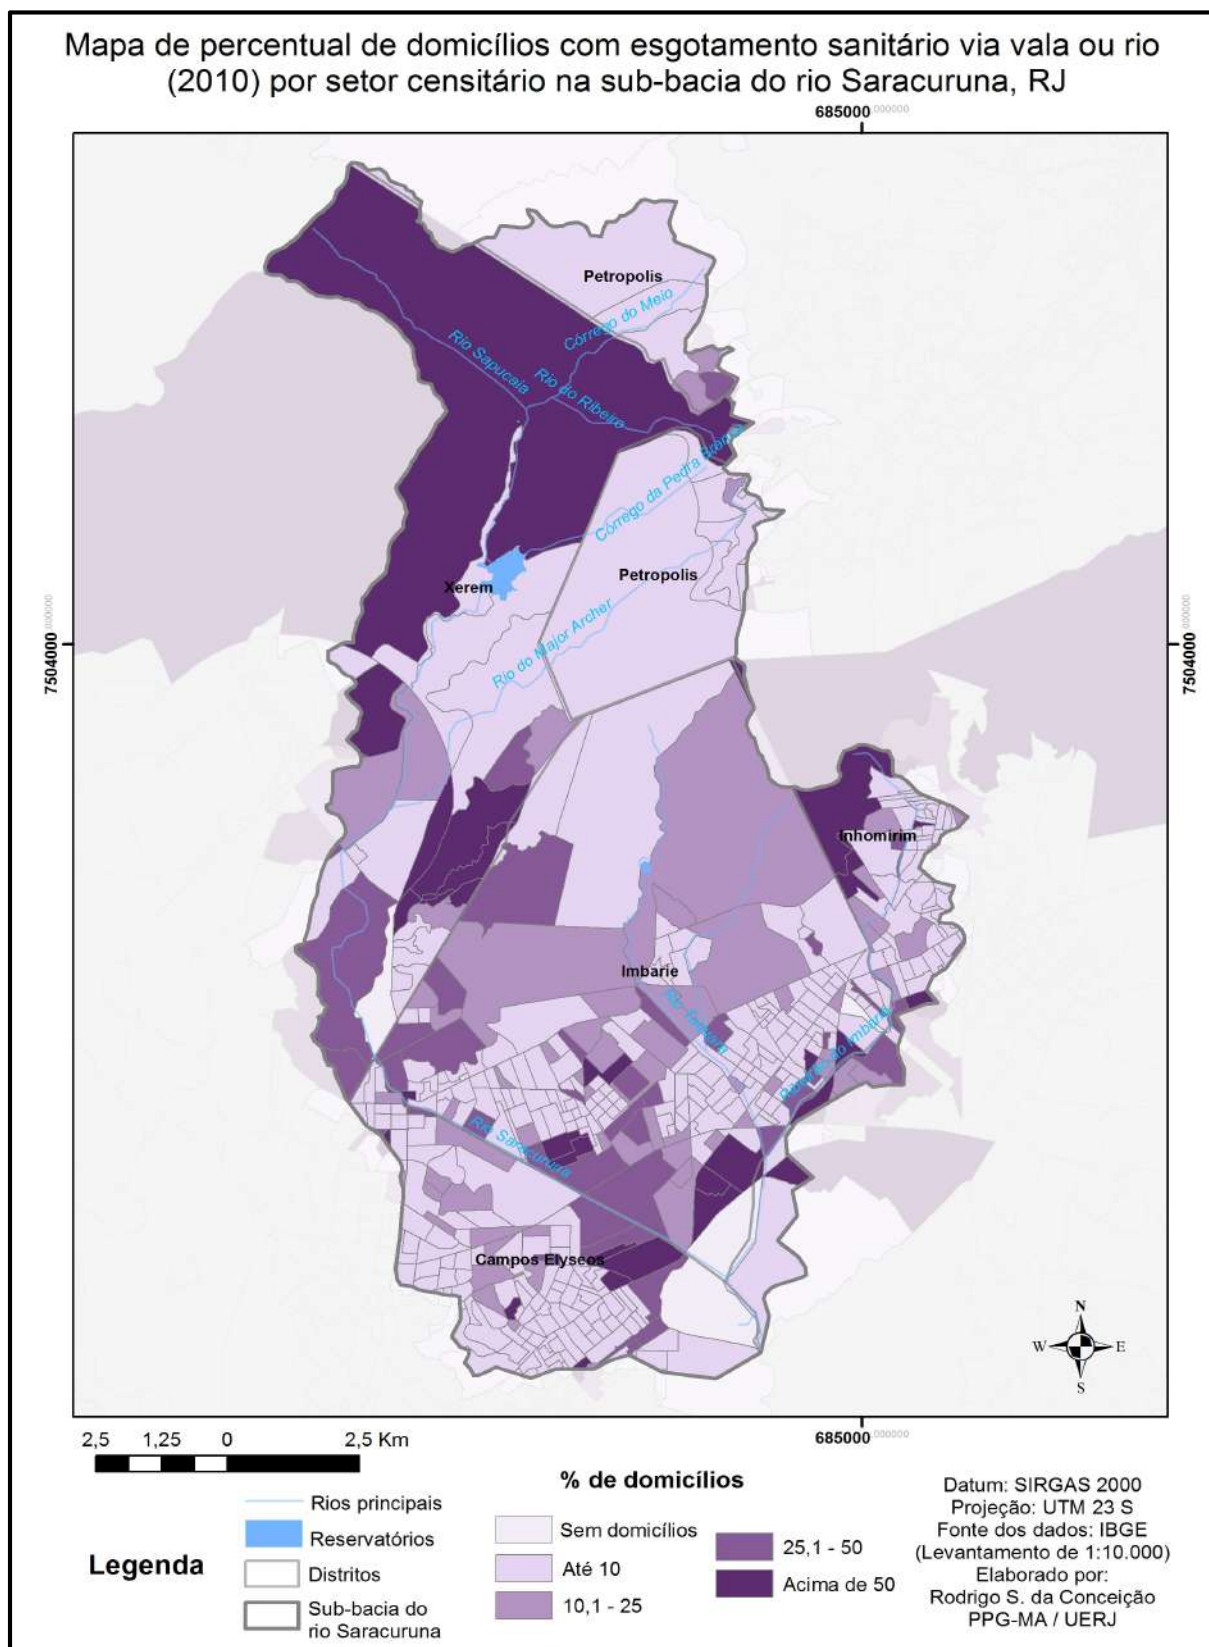 Mapa de percentual de domicílios com esgotamento sanitário via vala ou rio
(2010) por setor censitário na sub-bacia do rio Saracuruna, RJ
685000,000000
Petropolis
Córrego do Meio
Rio Sapucaia
Rio do Ribeiro
Córrego da Pedra
Petropolis
Xerem
Rio do Major Archer
7504000,000000
7504000,000000
Inhomirim
Imbarie
Rio Saracuruna
Campos Elyseos
N
W
E
S
685000,000000
2,5 1,25 0 2,5 Km
Legenda
Rios principais
Reservatórios
Distritos
Sub-bacia do
rio Saracuruna
% de domicílios
Sem domicílios
Até 10
10,1 - 25
25,1 - 50
Acima de 50
Datum: SIRGAS 2000
Projeção: UTM 23 S
Fonte dos dados: IBGE
(Levantamento de 1:10.000)
Elaborado por:
Rodrigo S. da Conceição
PPG-MA / UERJ